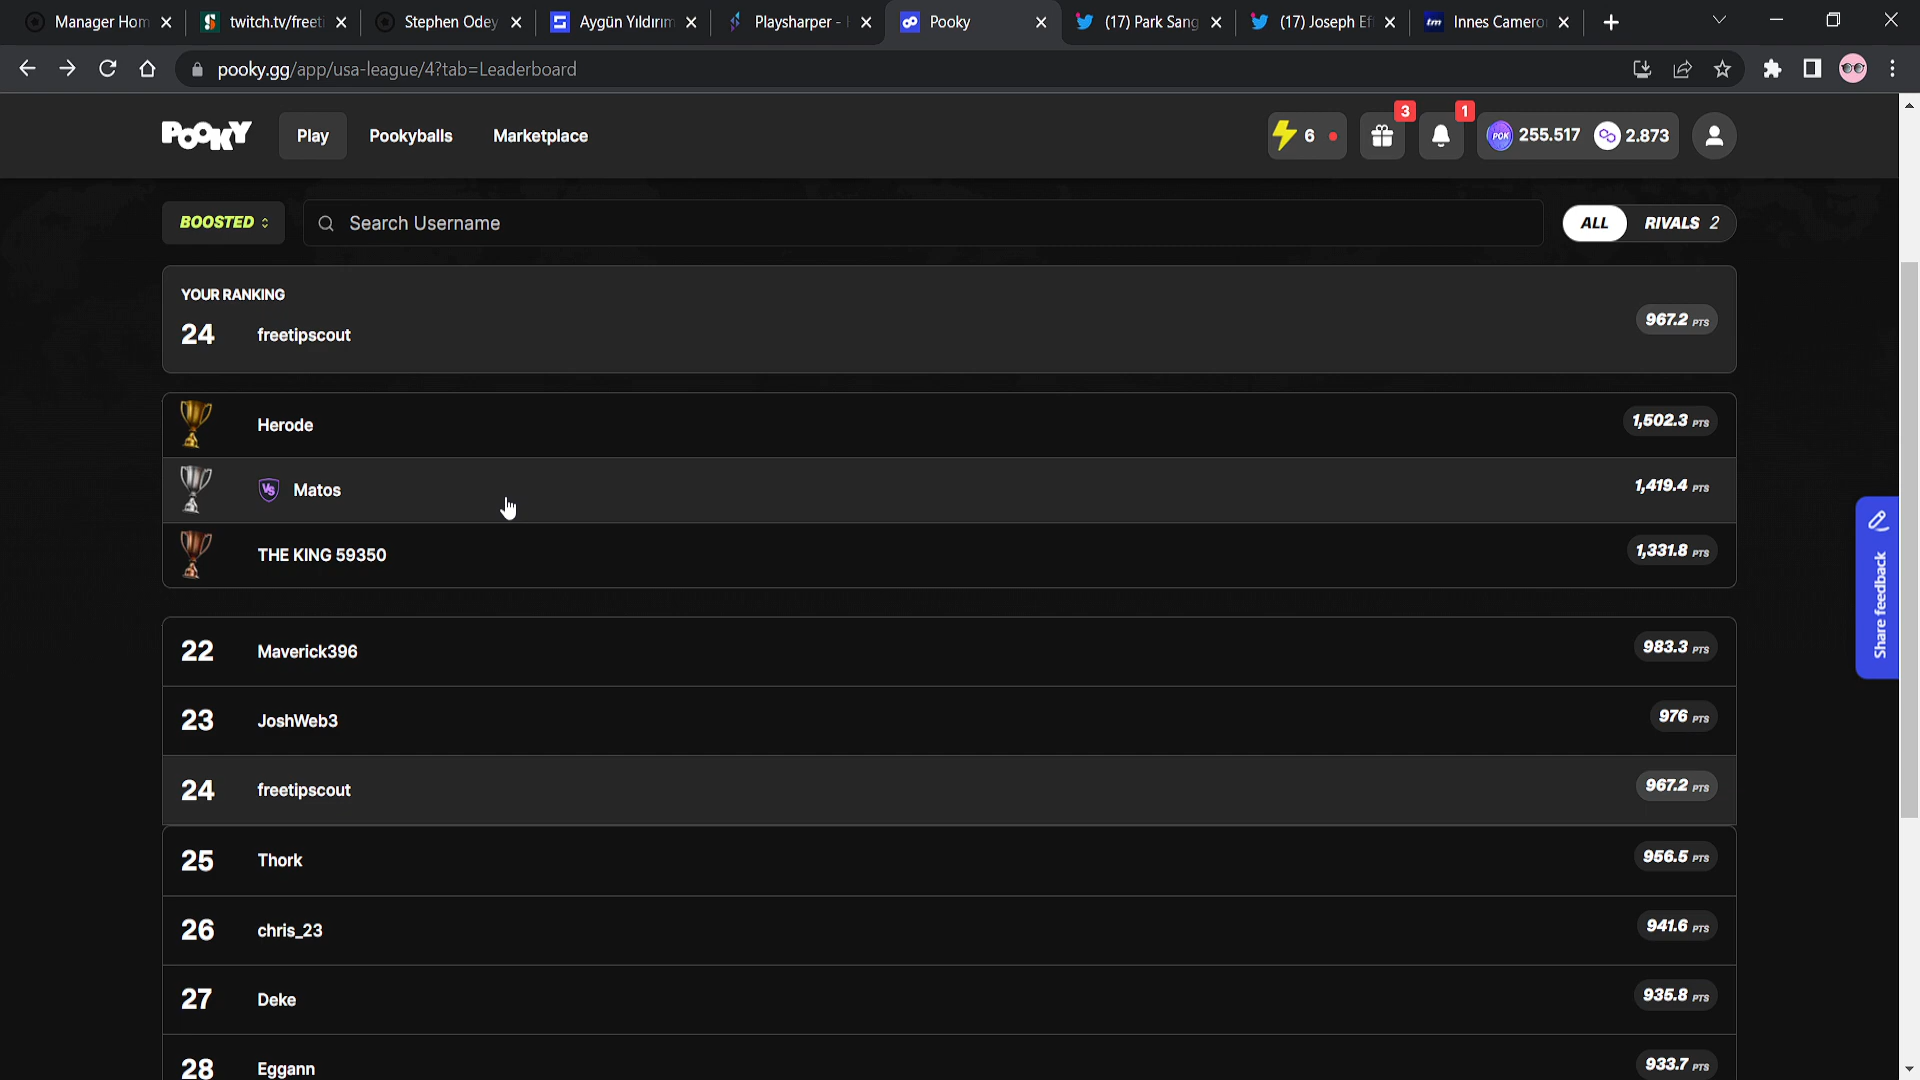 Manager Hom twitch.tv/freeti Stephen Odey Aygün Yıldırım Playsharper - Pooky (17) Park Sang (17) Joseph Ef Innes Camero
pooky.gg/app/usa-league/4?tab=Leaderboard
POOKY Play Pookyballs Marketplace 6 3 1 POK 255.517 2.873
BOOSTED Search Username ALL RIVALS 2
YOUR RANKING
24 freetipscout 967.2 PTS
Herode 1,502.3 PTS
VS Matos 1,419.4 PTS
THE KING 59350 1,331.8 PTS
22 Maverick396 983.3 PTS
23 JoshWeb3 976 PTS
24 freetipscout 967.2 PTS
25 Thork 956.5 PTS
26 chris_23 941.6 PTS
27 Deke 935.8 PTS
28 Eggann 933.7 PTS
Share feedback